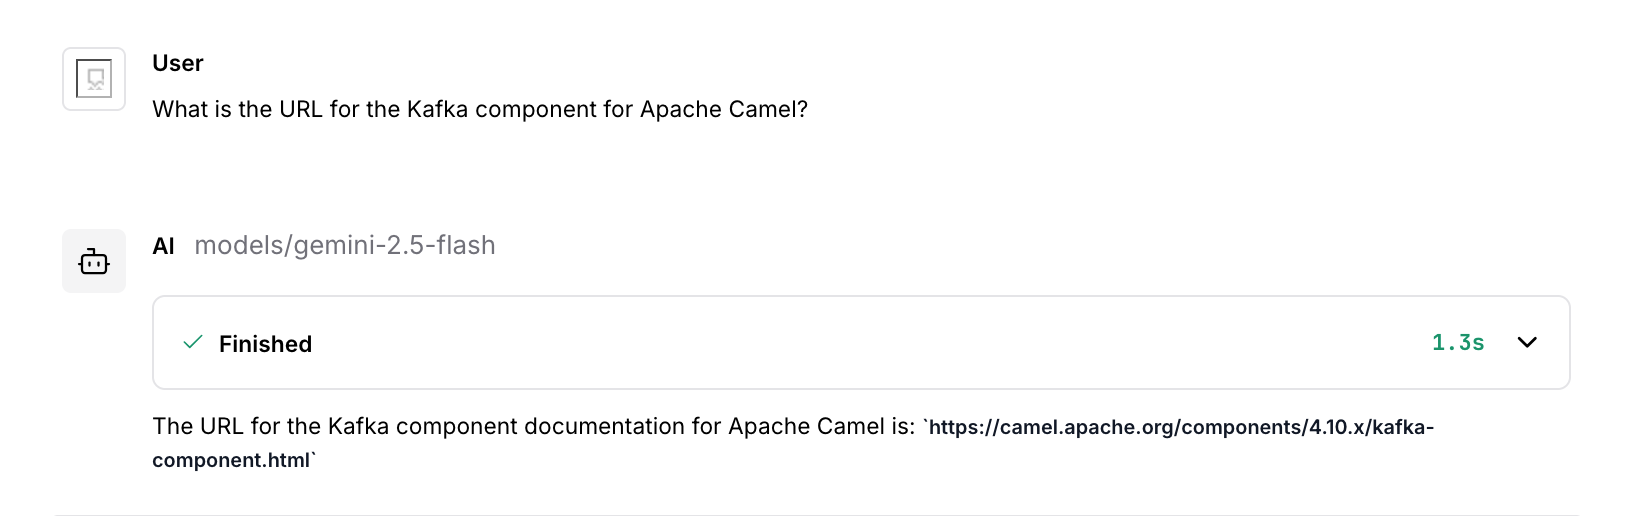 User
What is the URL for the Kafka component for Apache Camel?
AI models/gemini-2.5-flash
Finished 1.3s
The URL for the Kafka component documentation for Apache Camel is: `https://camel.apache.org/components/4.10.x/kafka-
component.html`